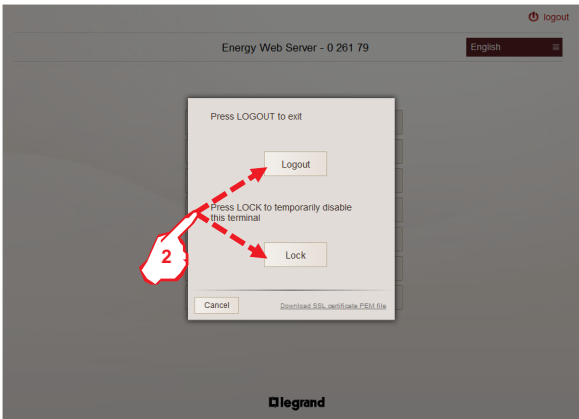 logout
Energy Web Server - 0 261 79
English
Press LOGOUT to exit
Logout
Press LOCK to temporarily disable
this terminal
2
Lock
Cancel
Download SSL certificate PEM file
legrand